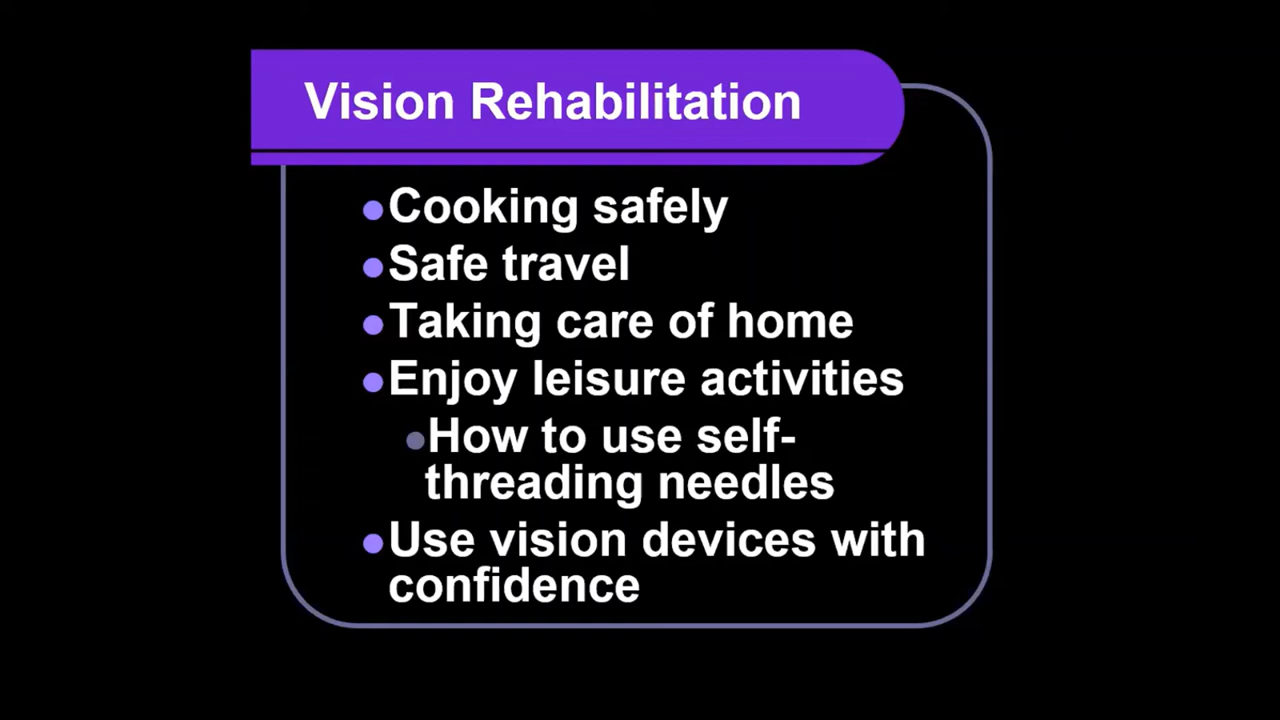 Vision Rehabilitation
●Cooking safely
●Safe travel
●Taking care of home
●Enjoy leisure activities
●How to use self-
threading needles
●Use vision devices with
confidence